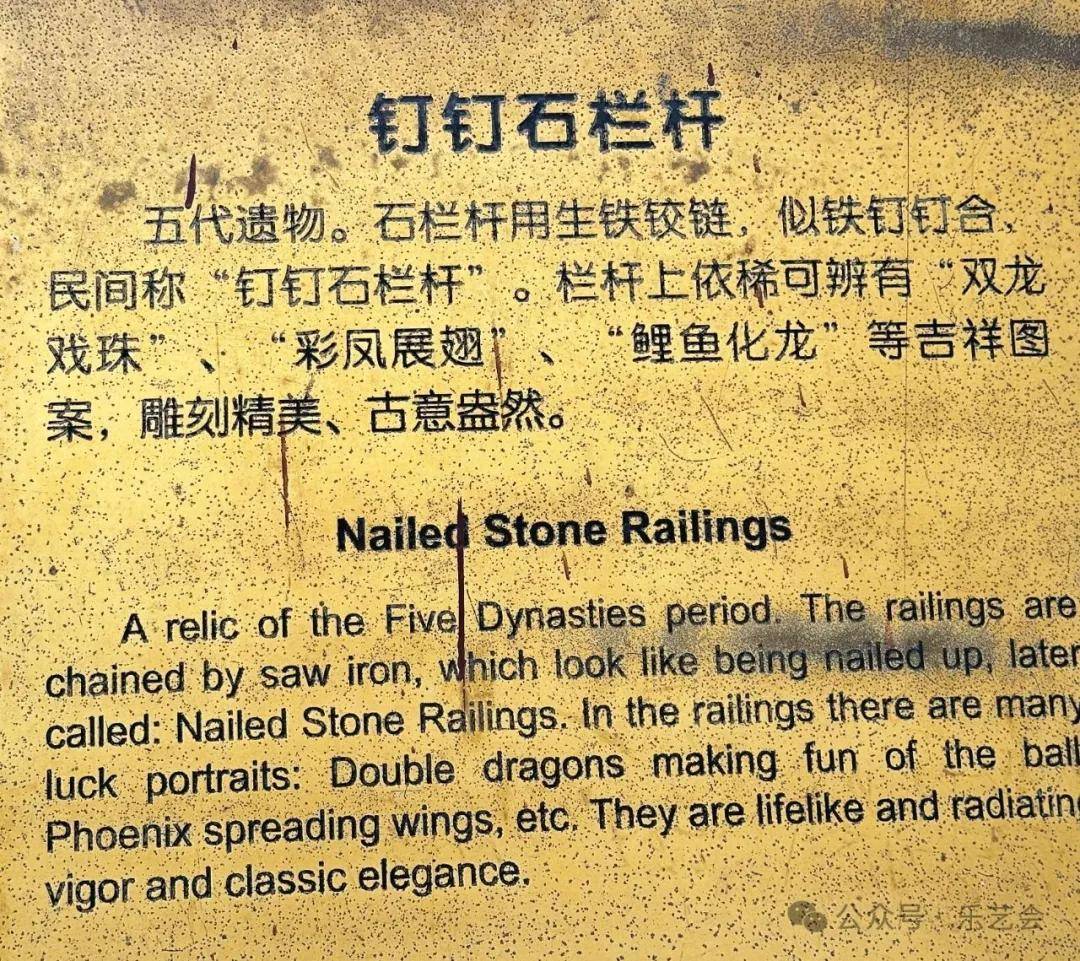 钉钉石栏杆
五代遗物。石栏杆用生铁铰链，似铁钉钉合，
民间称“钉钉石栏杆”。栏杆上依稀可辨有“双龙
戏珠”、“彩凤展翅”、“鲤鱼化龙”等吉祥图
案，雕刻精美、古意盎然。
Nailed Stone Railings
A relic of the Five Dynasties period. The railings are
chained by saw iron, which look like being nailed up, later
called: Nailed Stone Railings. In the railings there are many
luck portraits: Double dragons making fun of the ball
Phoenix spreading wings, etc. They are lifelike and radiating
vigor and classic elegance.
公众号·乐艺会